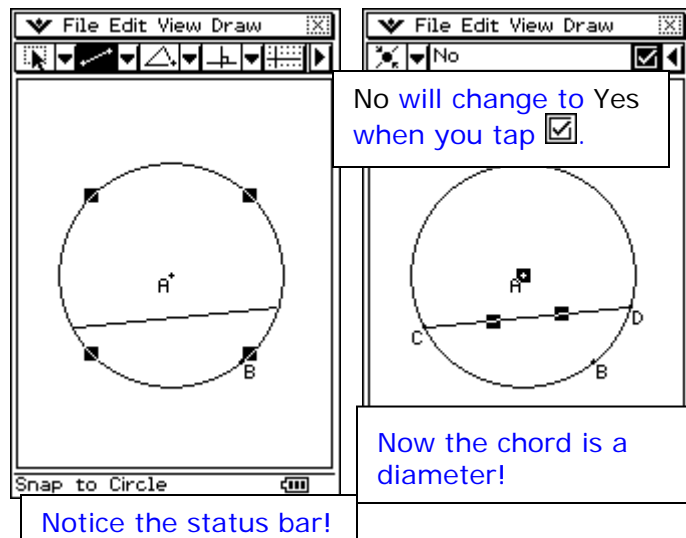 File Edit View Draw
A
B
Snap to Circle
Notice the status bar!
File Edit View Draw
No
No will change to Yes
when you tap ☑.
A
C
D
B
Now the chord is a
diameter!